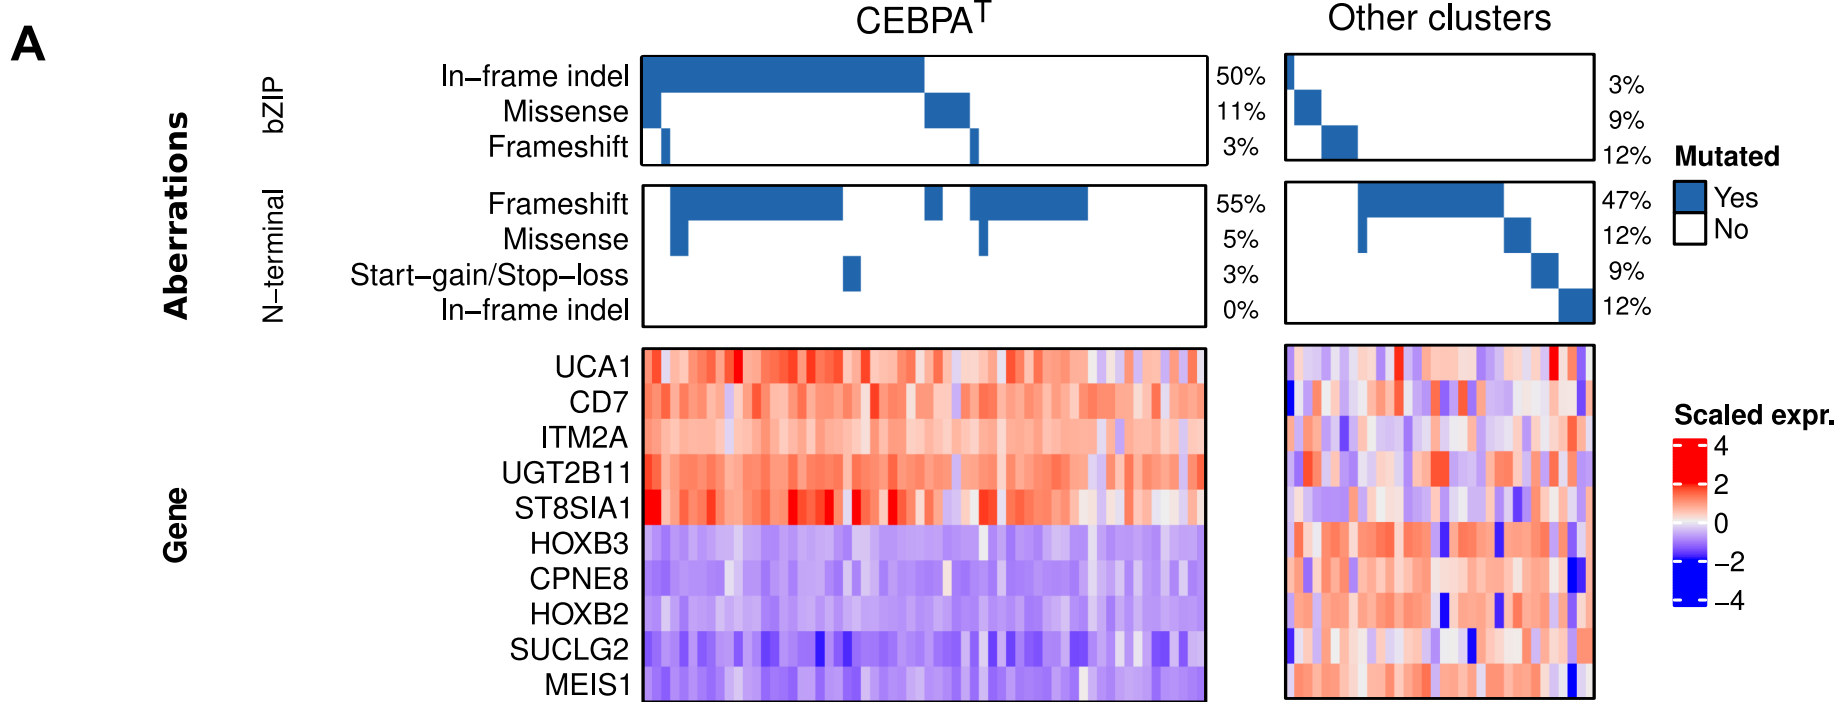 A
CEBPAᵀ
Other clusters
Aberrations
bZIP
In−frame indel 50% 3%
Missense 11% 9%
Frameshift 3% 12%
N−terminal
Frameshift 55% 47%
Missense 5% 12%
Start−gain/Stop−loss 3% 9%
In−frame indel 0% 12%
Mutated
Yes
No
Gene
UCA1
CD7
ITM2A
UGT2B11
ST8SIA1
HOXB3
CPNE8
HOXB2
SUCLG2
MEIS1
Scaled expr.
4
2
0
−2
−4